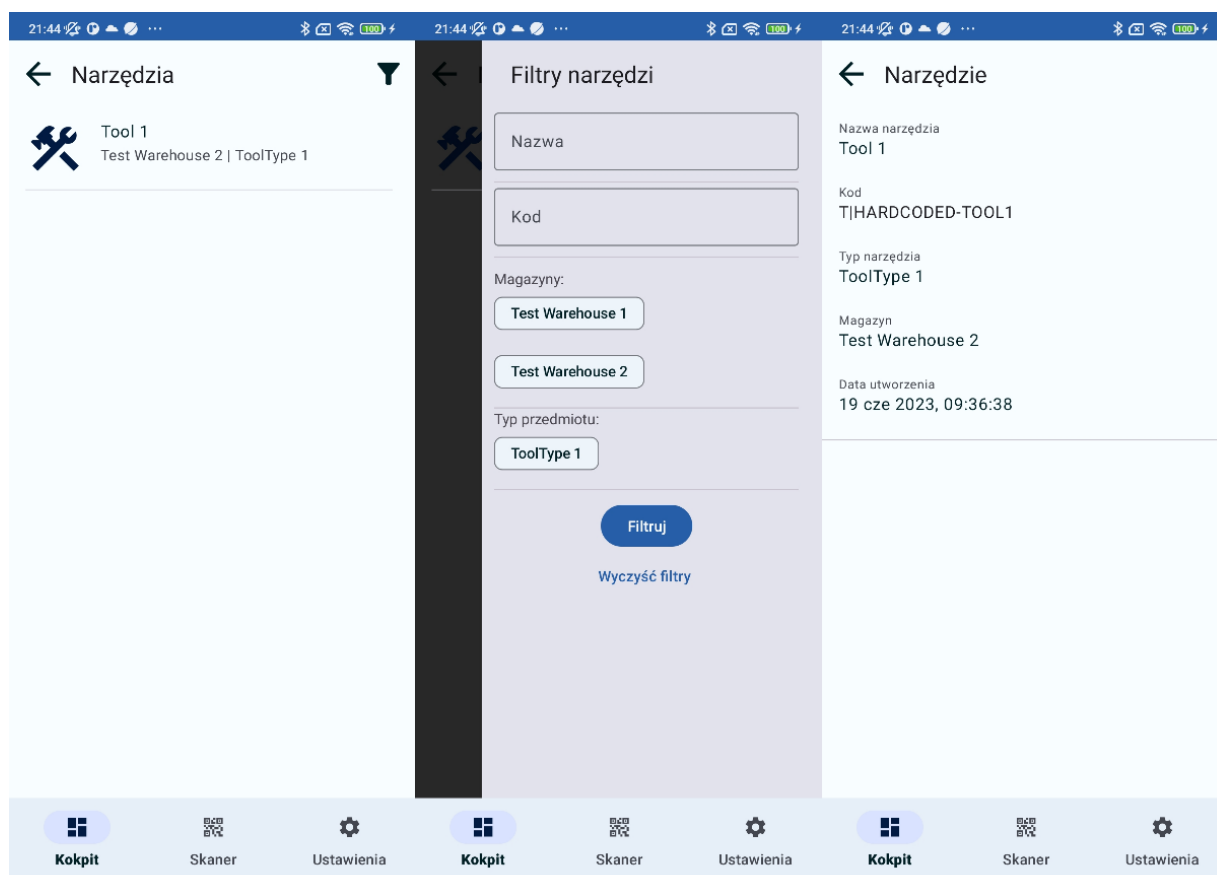 21:44
100
Narzędzia
Tool 1
Test Warehouse 2 | ToolType 1
Kokpit
Skaner
Ustawienia
21:44
100
Filtry narzędzi
Nazwa
Kod
Magazyny:
Test Warehouse 1
Test Warehouse 2
Typ przedmiotu:
ToolType 1
Filtruj
Wyczyść filtry
Kokpit
Skaner
Ustawienia
21:44
100
Narzędzie
Nazwa narzędzia
Tool 1
Kod
T|HARDCODED-TOOL1
Typ narzędzia
ToolType 1
Magazyn
Test Warehouse 2
Data utworzenia
19 cze 2023, 09:36:38
Kokpit
Skaner
Ustawienia